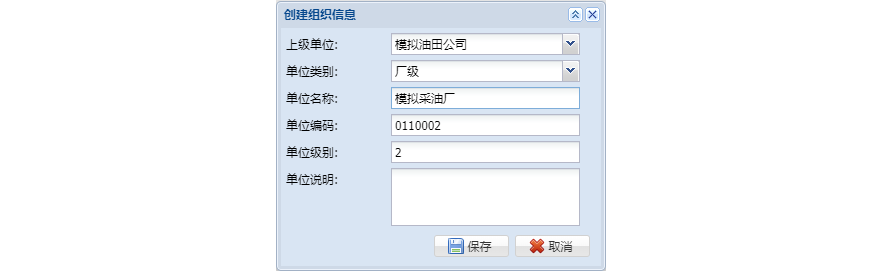 创建组织信息
上级单位: 模拟油田公司
单位类别: 厂级
单位名称: 模拟采油厂
单位编码: 0110002
单位级别: 2
单位说明:
保存 取消